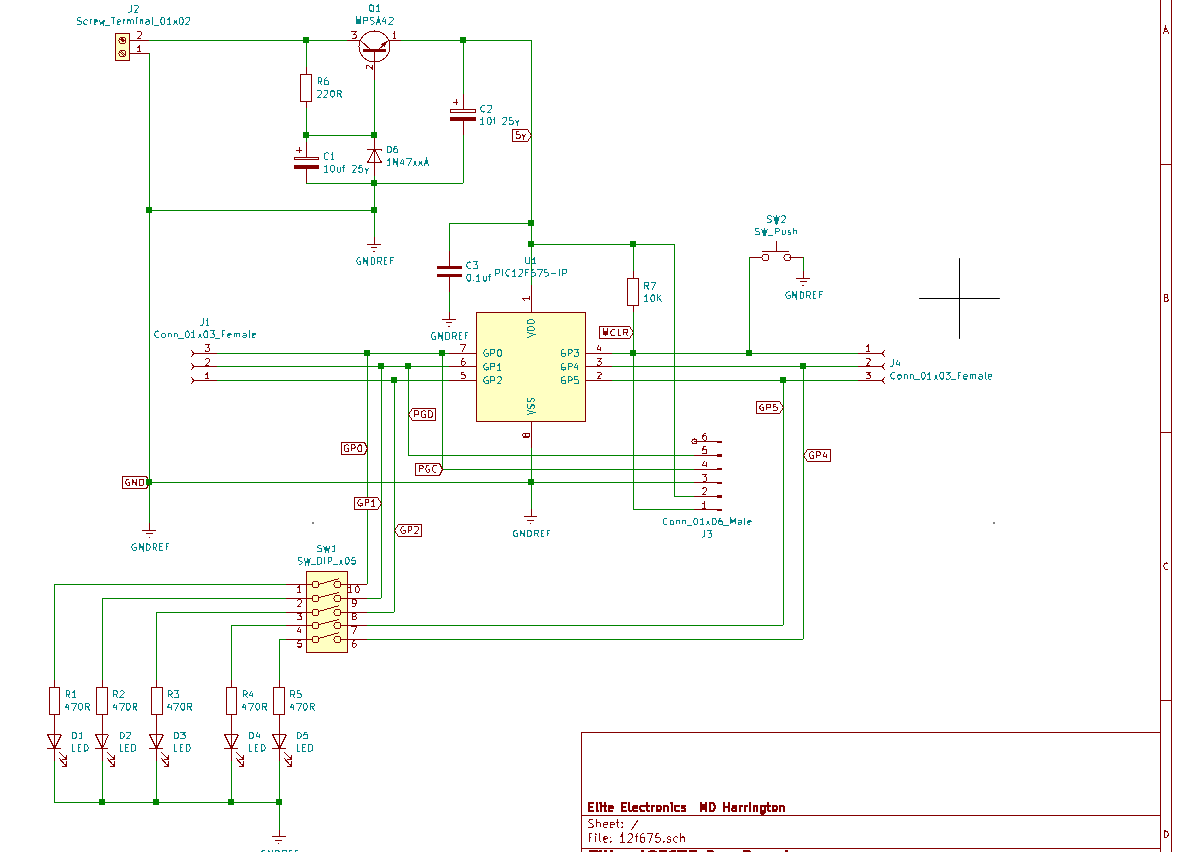 J2
Screw_Terminal_01x02
2
1
Q1
MPSA42
3
1
2
R6
220R
C1
10uf 25v
D6
1N47xxA
C2
10f 25v
5v
GNDREF
C3
0.1uf
GNDREF
U1
PIC12F675-IP
1
VDD
R7
10K
MCLR
SW2
SW_Push
GNDREF
J1
Conn_01x03_Female
3
2
1
7
6
5
GP0
GP1
GP2
GP3
GP4
GP5
4
3
2
VSS
8
1
2
3
J4
Conn_01x03_Female
PGD
GP0
PGC
GP5
GP4
6
5
4
3
2
1
Conn_01x06_Male
J3
GND
GNDREF
GP1
GP2
GNDREF
SW1
SW_DIP_x05
1
2
3
4
5
10
9
8
7
6
R1
470R
R2
470R
R3
470R
R4
470R
R5
470R
D1
LED
D2
LED
D3
LED
D4
LED
D5
LED
A
B
C
D
Elite Electronics MD Harrington
Sheet: /
File: 12f675.sch